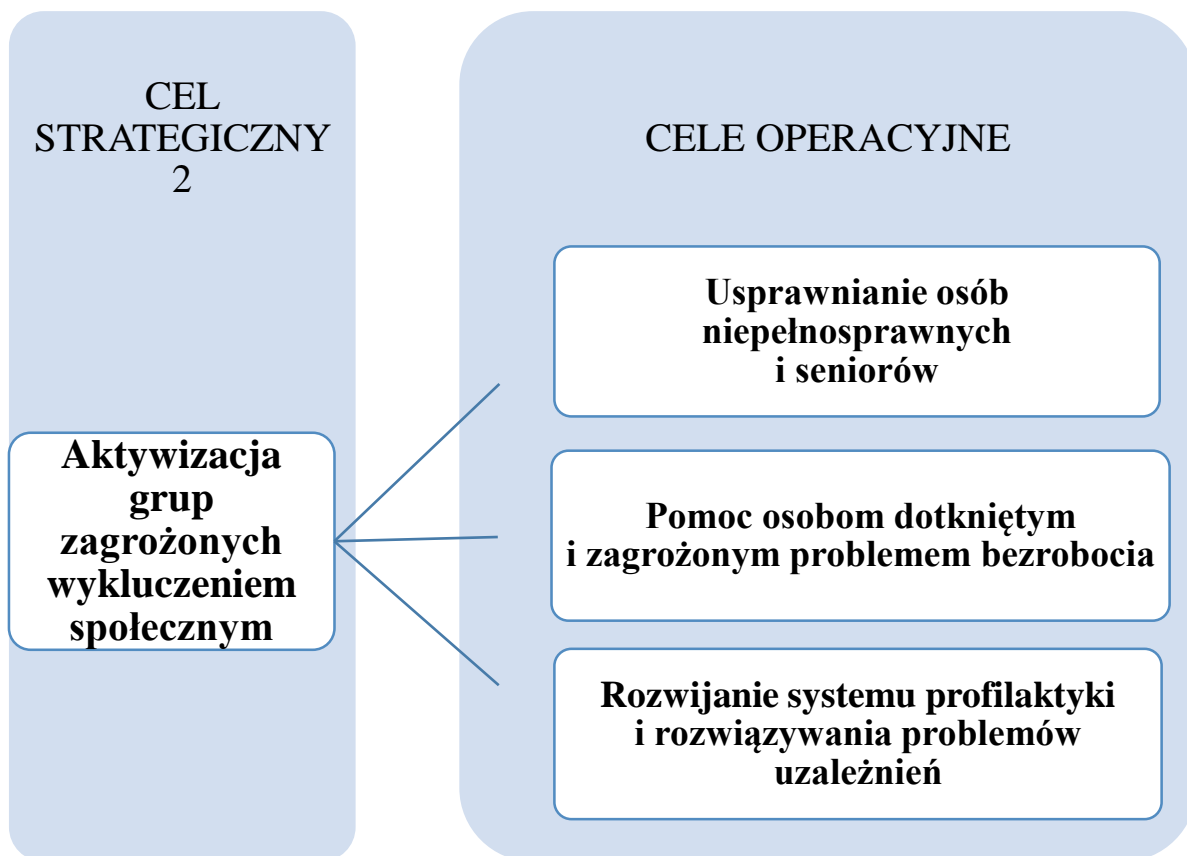 CEL
STRATEGICZNY
2
Aktywizacja
grup
zagrożonych
wykluczeniem
społecznym
CELE OPERACYJNE
Usprawnianie osób
niepełnosprawnych
i seniorów
Pomoc osobom dotkniętym
i zagrożonym problemem bezrobocia
Rozwijanie systemu profilaktyki
i rozwiązywania problemów
uzależnień